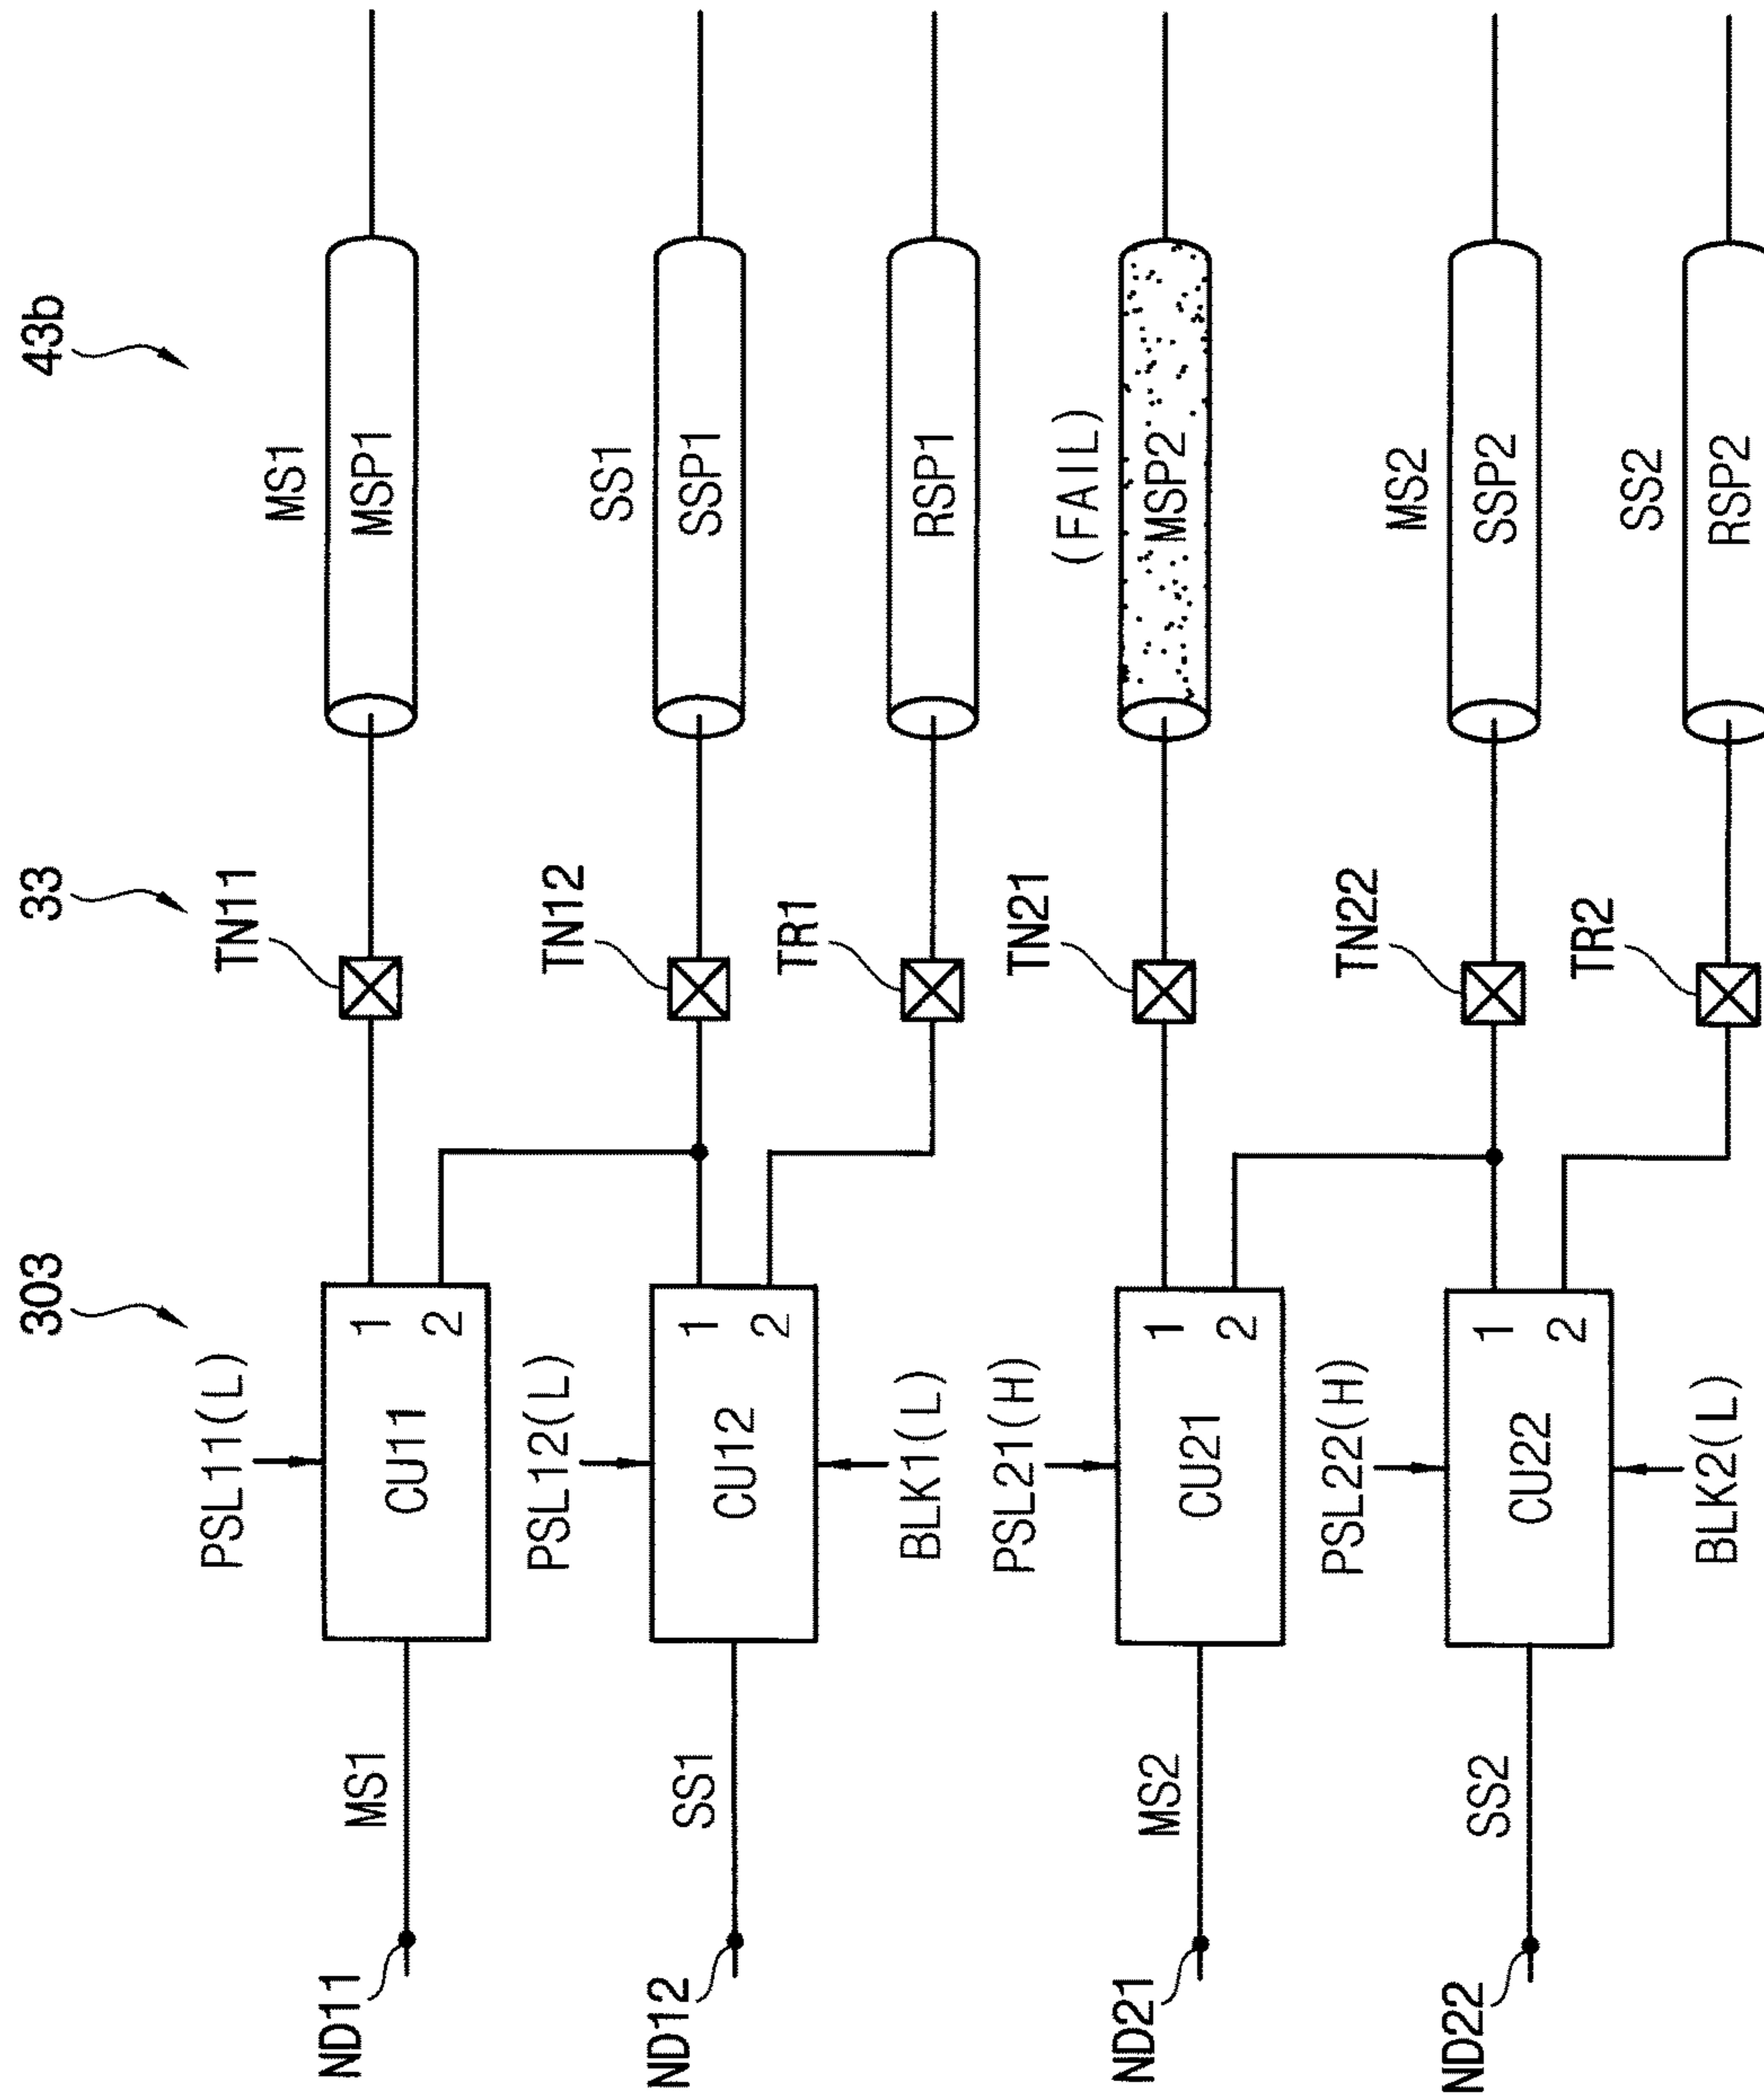 303
33
43b
PSL11(L)
TN11
MS1
ND11
MS1
CU11
1
2
MSP1
PSL12(L)
TN12
SS1
ND12
SS1
CU12
1
2
SSP1
BLK1(L)
TR1
RSP1
PSL21(H)
TN21
(FAIL)
ND21
MS2
CU21
1
2
MSP2
PSL22(H)
TN22
MS2
ND22
SS2
CU22
1
2
SSP2
BLK2(L)
TR2
SS2
RSP2